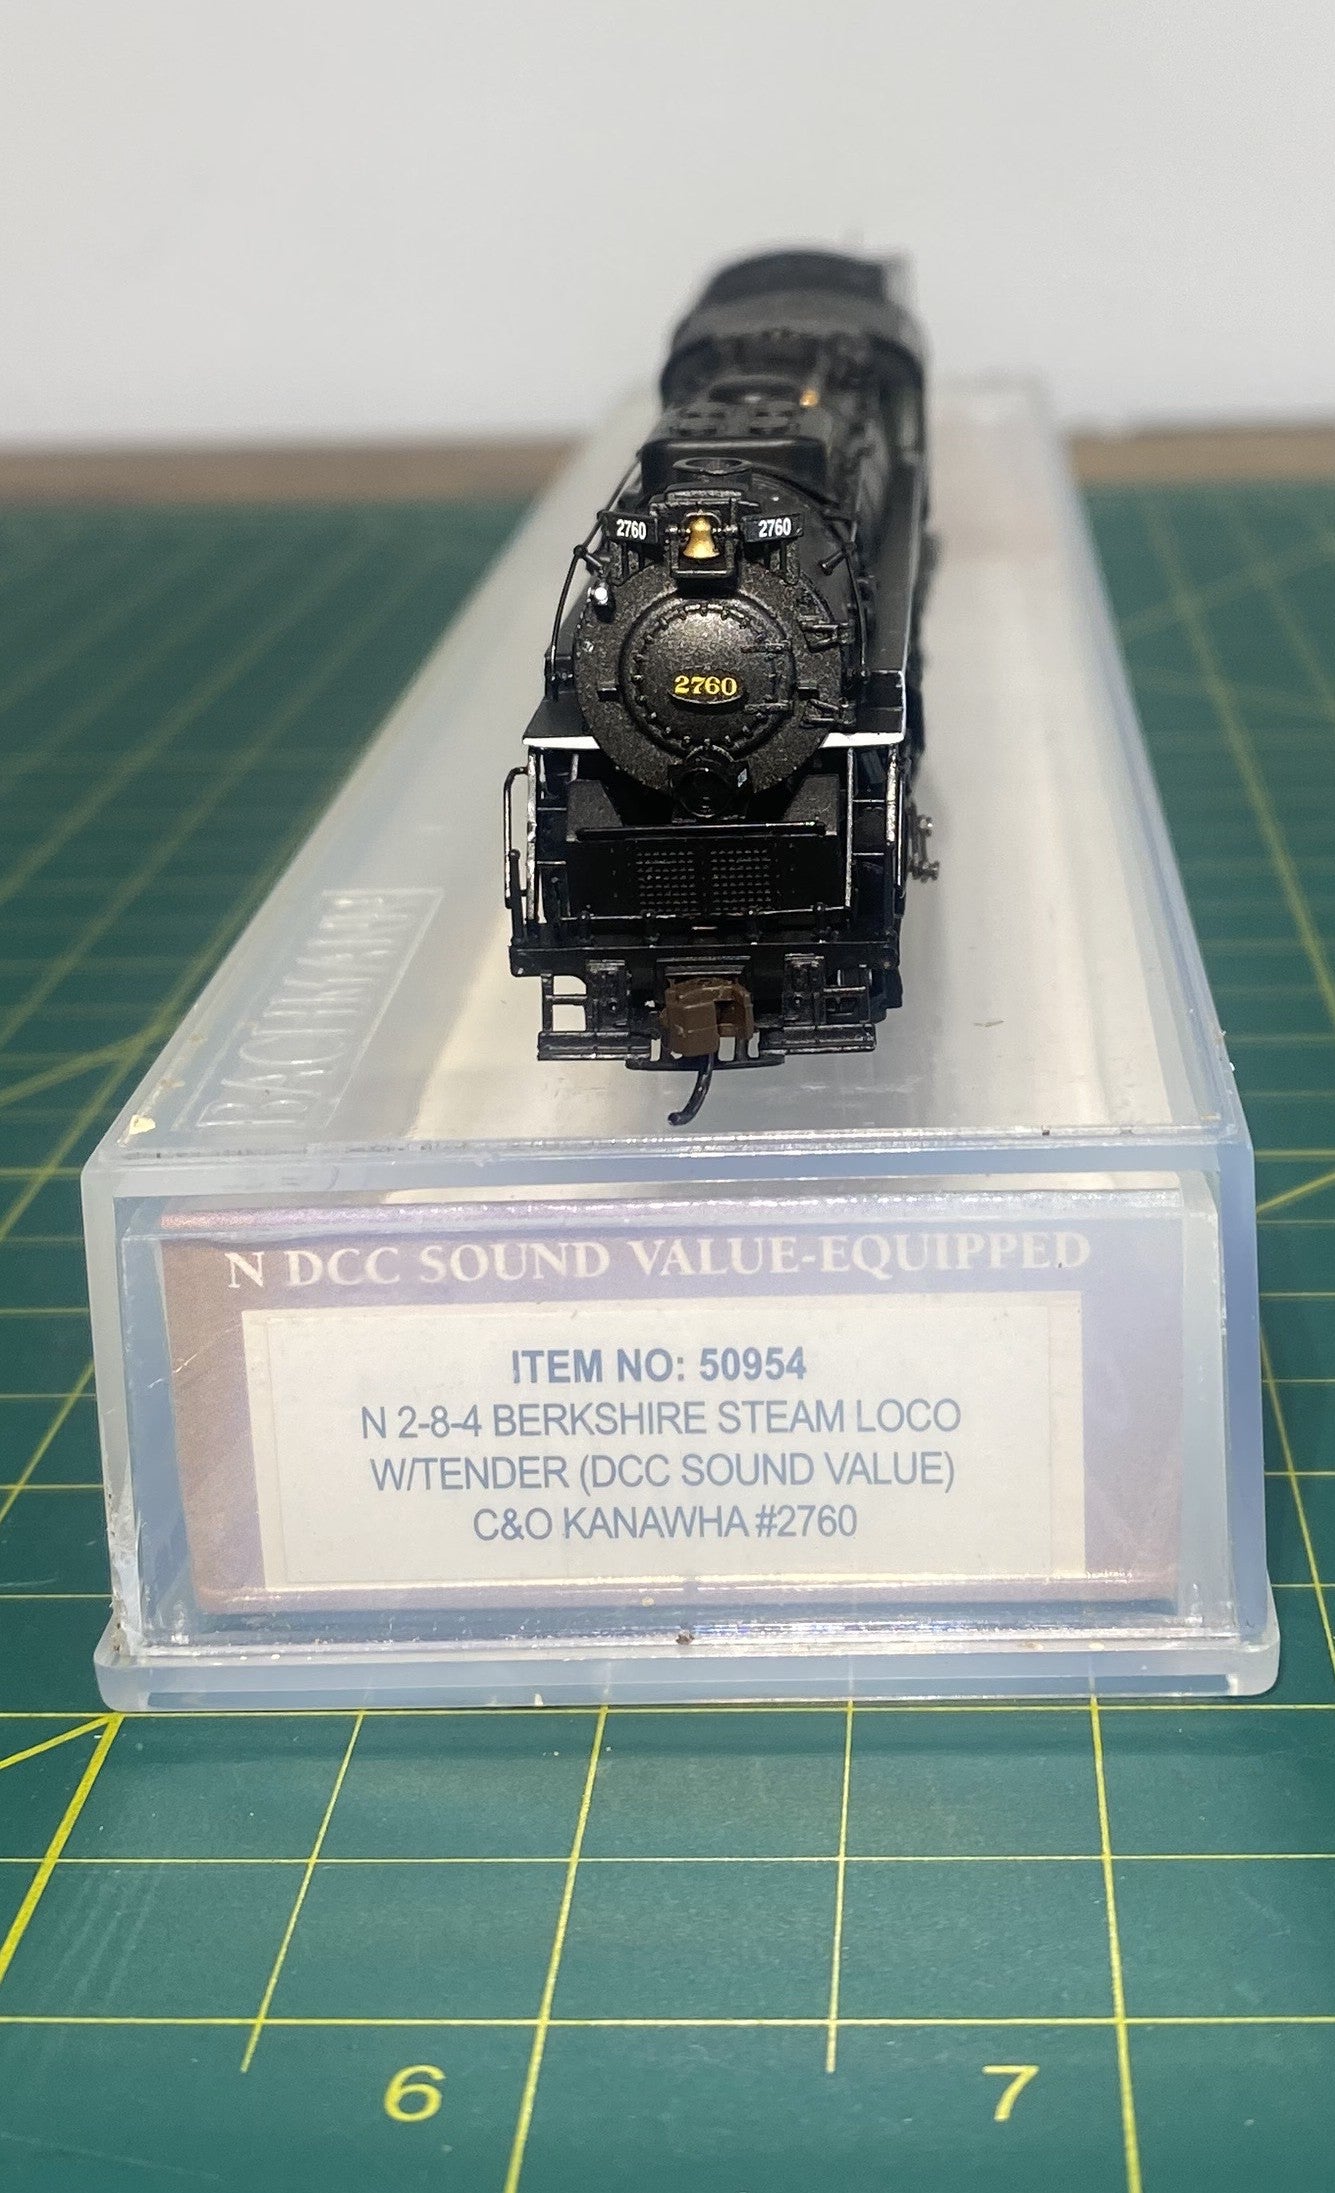 2760
2760
2760
BACHMANN
N DCC SOUND VALUE-EQUIPPED
ITEM NO: 50954
N 2-8-4 BERKSHIRE STEAM LOCO
W/TENDER (DCC SOUND VALUE)
C&O KANAWHA #2760
6
7